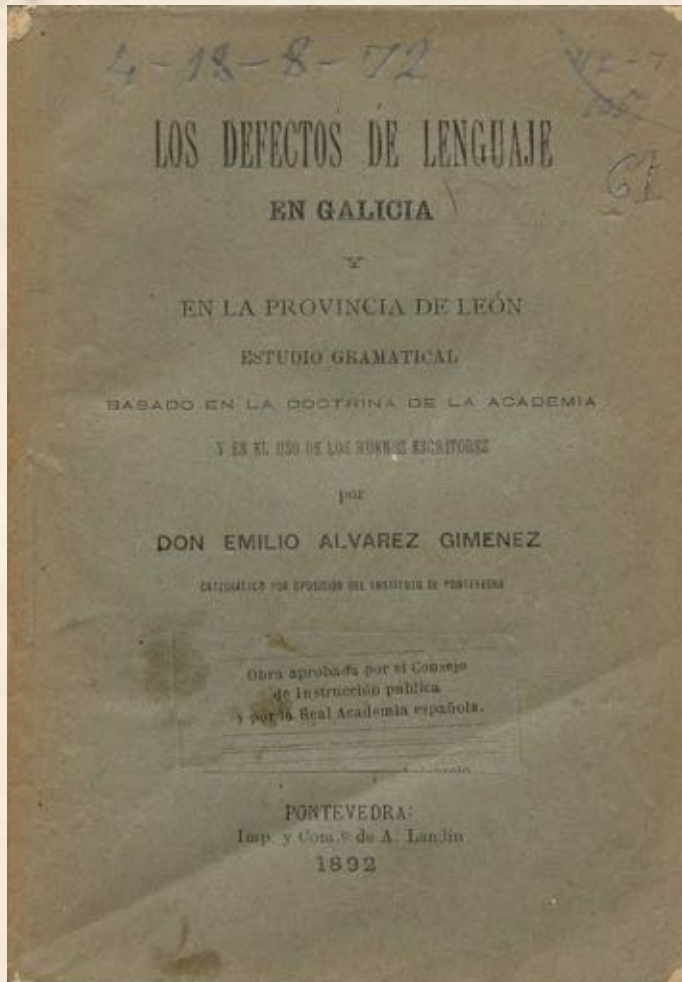 4-18-8-72
LOS DEFECTOS DE LENGUAJE
61
EN GALICIA
Y
EN LA PROVINCIA DE LEÓN
ESTUDIO GRAMATICAL
BASADO EN LA DOCTRINA DE LA ACADEMIA
Y EN EL USO DE LOS BUENOS ESCRITORES
por
DON EMILIO ALVAREZ GIMENEZ
CATEDRÁTICO POR OPOSICIÓN DEL INSTITUTO DE PONTEVEDRA
Obra aprobada por el Consejo
de Instrucción pública
y por la Real Academia española.
PONTEVEDRA:
Imp. y Com.º de A. Landin
1892